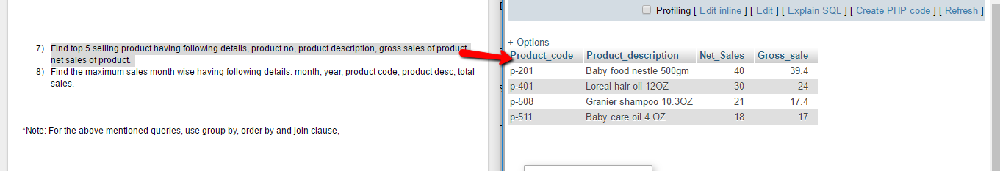 7) Find top 5 selling product having following details, product no, product description, gross sales of product,
net sales of product.
8) Find the maximum sales month wise having following details: month, year, product code, product desc, total
sales.
*Note: For the above mentioned queries, use group by, order by and join clause,
Profiling [ Edit inline ] [ Edit ] [ Explain SQL ] [ Create PHP code ] [ Refresh ]
+ Options
Product_code Product_description Net_Sales Gross_sale
p-201 Baby food nestle 500gm 40 39.4
p-401 Loreal hair oil 12OZ 30 24
p-508 Granier shampoo 10.3OZ 21 17.4
p-511 Baby care oil 4 OZ 18 17